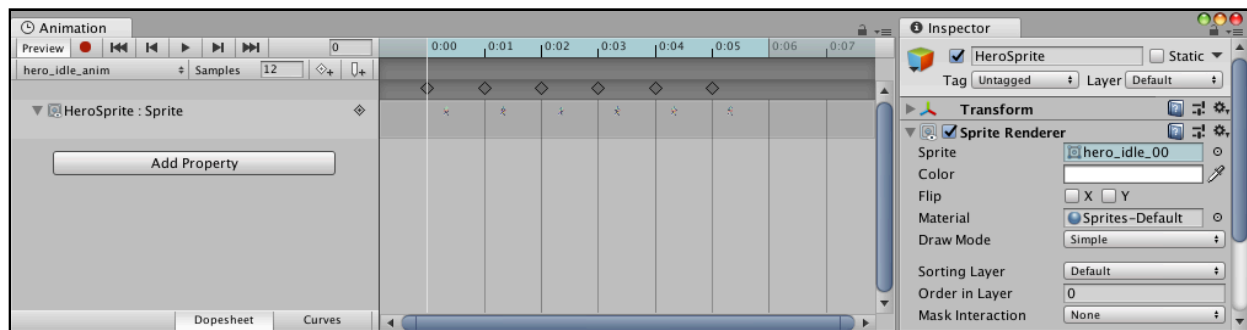 Animation
Preview 0
hero_idle_anim Samples 12
0:00 0:01 0:02 0:03 0:04 0:05 0:06 0:07
HeroSprite : Sprite
Add Property
Dopesheet Curves
Inspector
HeroSprite Static
Tag Untagged Layer Default
Transform
Sprite Renderer
Sprite hero_idle_00
Color
Flip X Y
Material Sprites-Default
Draw Mode Simple
Sorting Layer Default
Order in Layer 0
Mask Interaction None